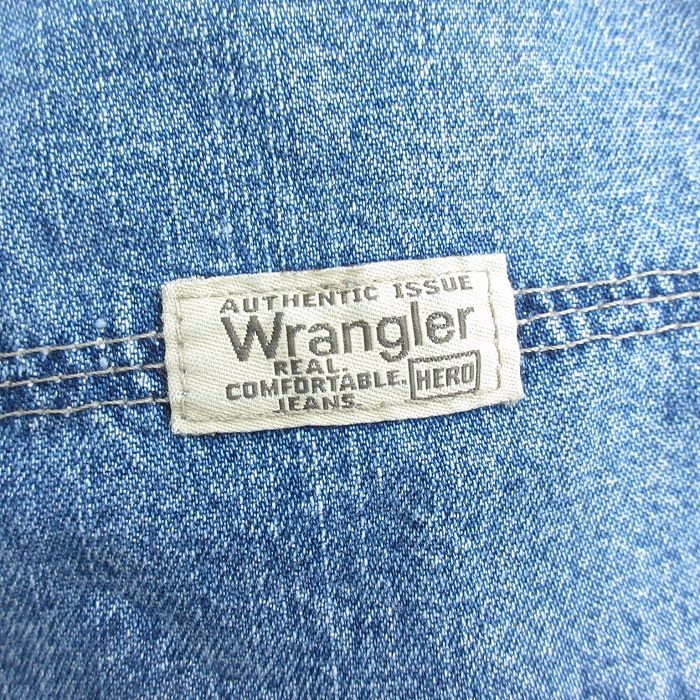 AUTHENTIC ISSUE
Wrangler
REAL.
COMFORTABLE. HERO
JEANS.